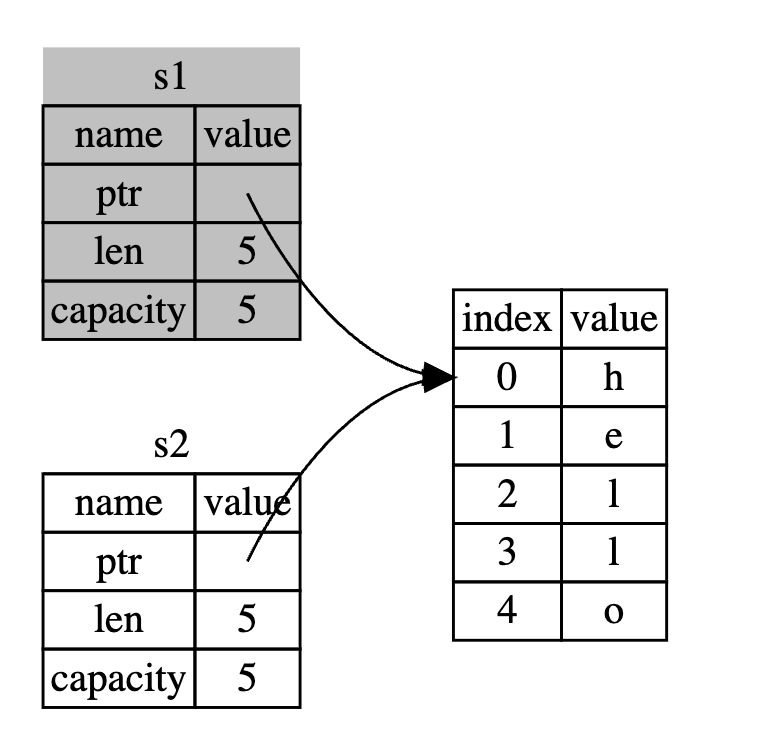 s1
name value
ptr
len 5
capacity 5
s2
name value
ptr
len 5
capacity 5
index value
0 h
1 e
2 l
3 l
4 o